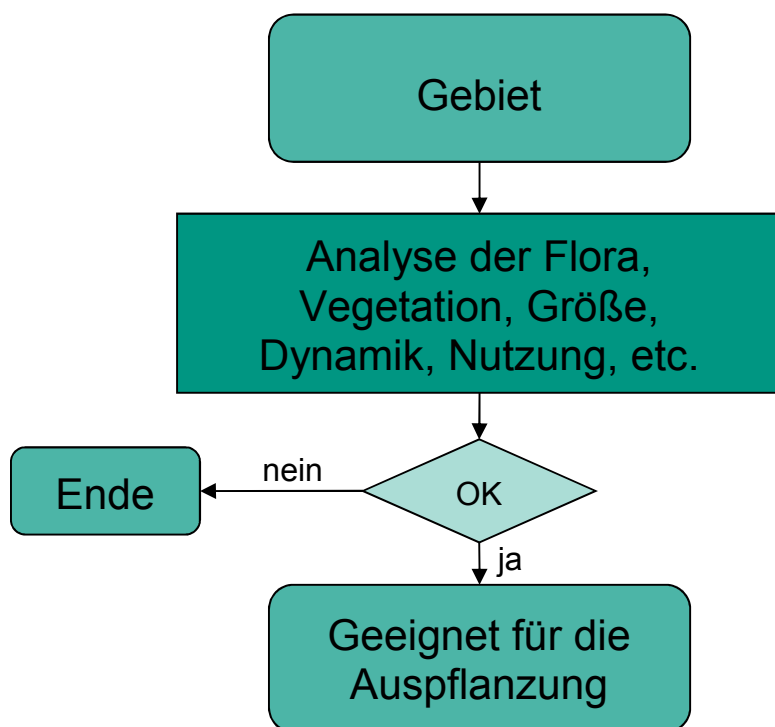 Gebiet
Analyse der Flora,
Vegetation, Größe,
Dynamik, Nutzung, etc.
nein
Ende
OK
ja
Geeignet für die
Auspflanzung